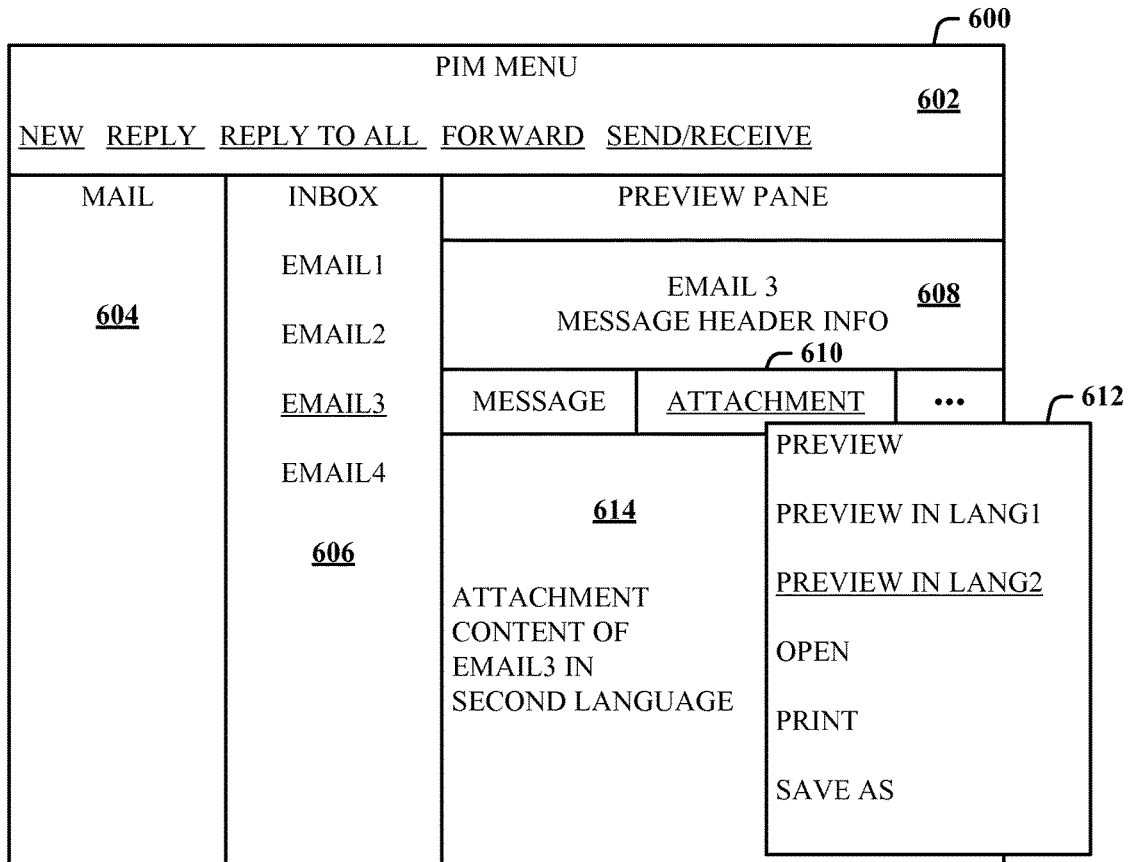 600
PIM MENU
602
NEW REPLY REPLY TO ALL FORWARD SEND/RECEIVE
MAIL
604
INBOX
EMAIL1
EMAIL2
EMAIL3
EMAIL4
606
PREVIEW PANE
EMAIL 3
MESSAGE HEADER INFO
608
610
MESSAGE ATTACHMENT •••
612
PREVIEW
PREVIEW IN LANG1
PREVIEW IN LANG2
OPEN
PRINT
SAVE AS
614
ATTACHMENT
CONTENT OF
EMAIL3 IN
SECOND LANGUAGE